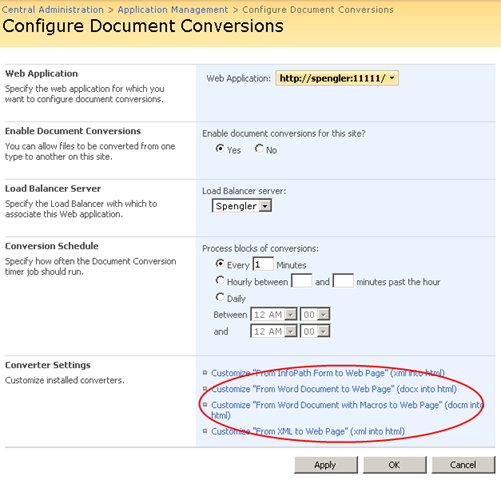 Central Administration > Application Management > Configure Document Conversions
Configure Document Conversions
Web Application
Specify the web application for which you
want to configure document conversions.
Web Application: http://spengler:11111/
Enable Document Conversions
You can allow files to be converted from one
type to another on this site.
Enable document conversions for this site?
Yes No
Load Balancer Server
Specify the Load Balancer with which to
associate this Web application.
Load Balancer server:
Spengler
Conversion Schedule
Specify how often the Document Conversion
timer job should run.
Process blocks of conversions:
Every 1 Minutes
Hourly between and minutes past the hour
Daily
Between 12 AM 00
and 12 AM 00
Converter Settings
Customize installed converters.
Customize "From InfoPath Form to Web Page" (xml into html)
Customize "From Word Document to Web Page" (docx into html)
Customize "From Word Document with Macros to Web Page" (docm into
html)
Customize "From XML to Web Page" (xml into html)
Apply OK Cancel